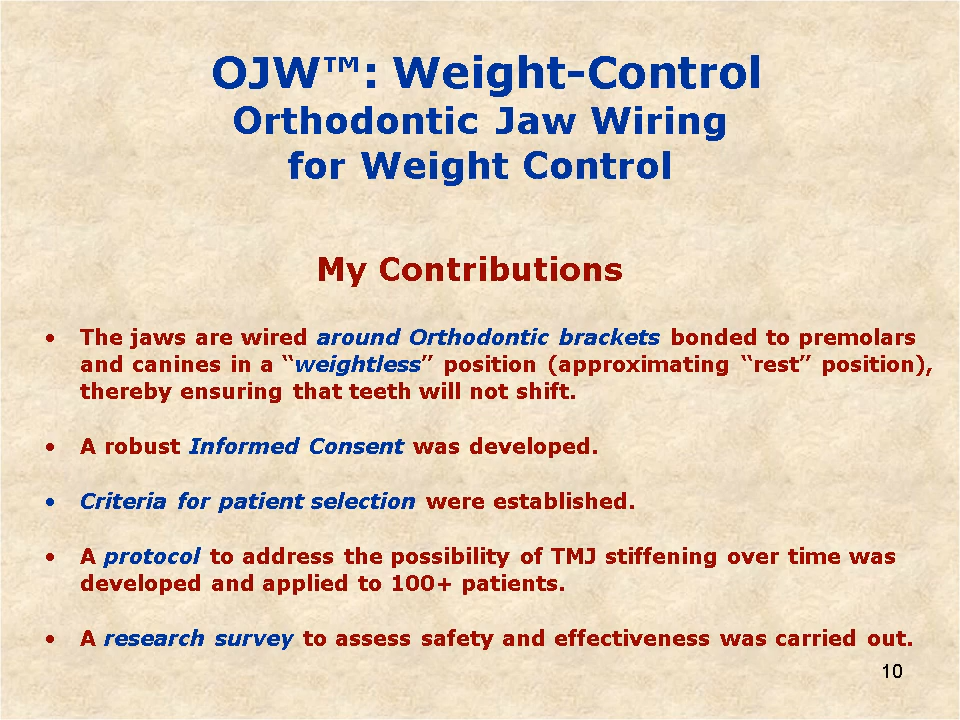 OJW™: Weight-Control
Orthodontic Jaw Wiring
for Weight Control
My Contributions
• The jaws are wired around Orthodontic brackets bonded to premolars
and canines in a “weightless” position (approximating “rest” position),
thereby ensuring that teeth will not shift.
• A robust Informed Consent was developed.
• Criteria for patient selection were established.
• A protocol to address the possibility of TMJ stiffening over time was
developed and applied to 100+ patients.
• A research survey to assess safety and effectiveness was carried out.
10